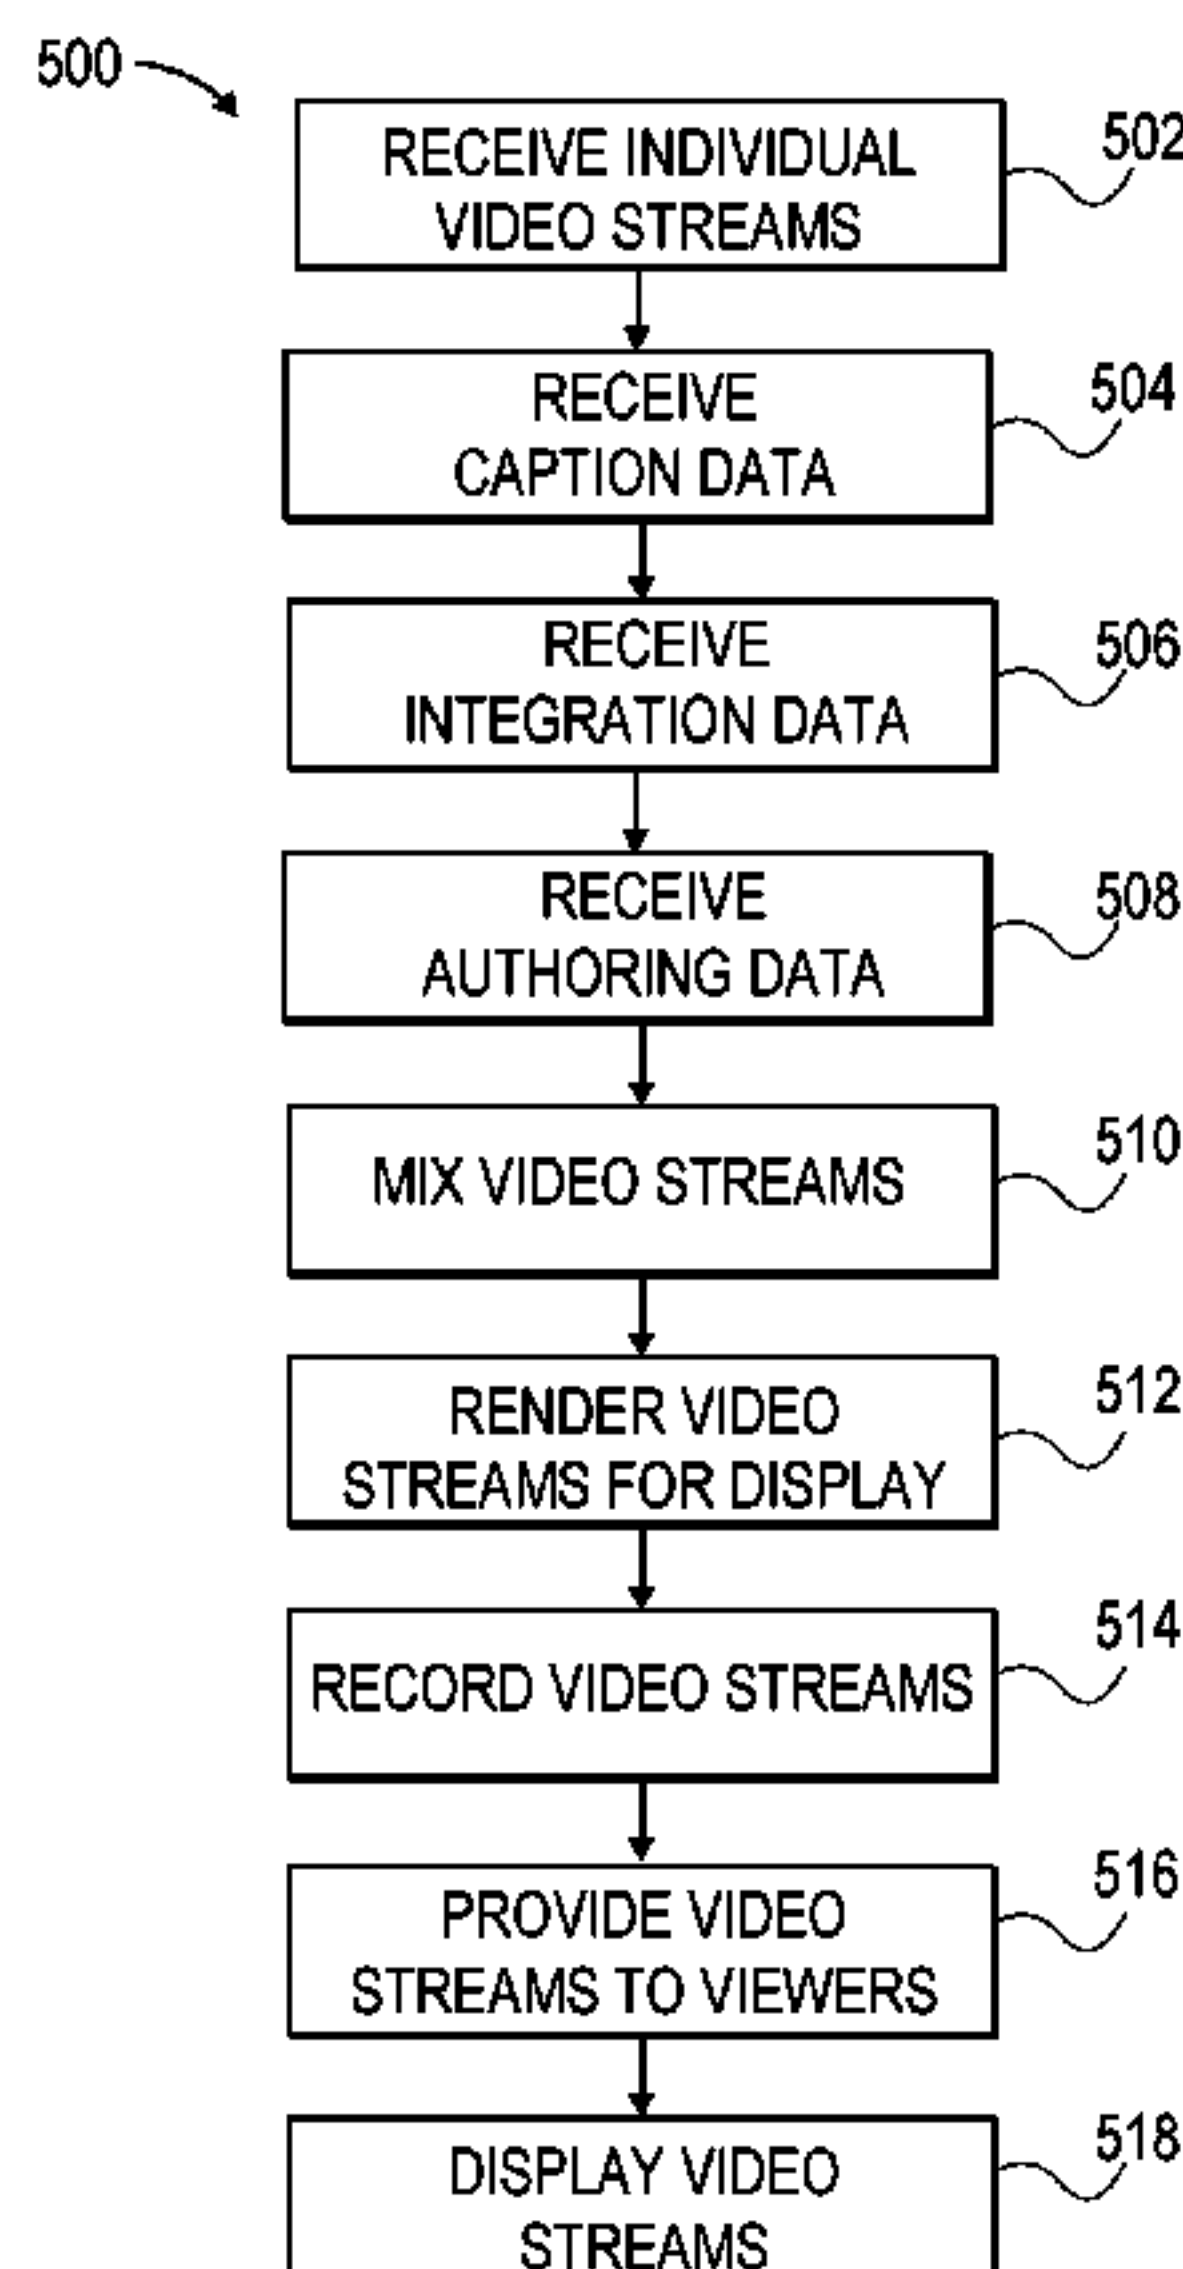 500
RECEIVE INDIVIDUAL
VIDEO STREAMS
502
RECEIVE
CAPTION DATA
504
RECEIVE
INTEGRATION DATA
506
RECEIVE
AUTHORING DATA
508
MIX VIDEO STREAMS
510
RENDER VIDEO
STREAMS FOR DISPLAY
512
RECORD VIDEO STREAMS
514
PROVIDE VIDEO
STREAMS TO VIEWERS
516
DISPLAY VIDEO
STREAMS
518